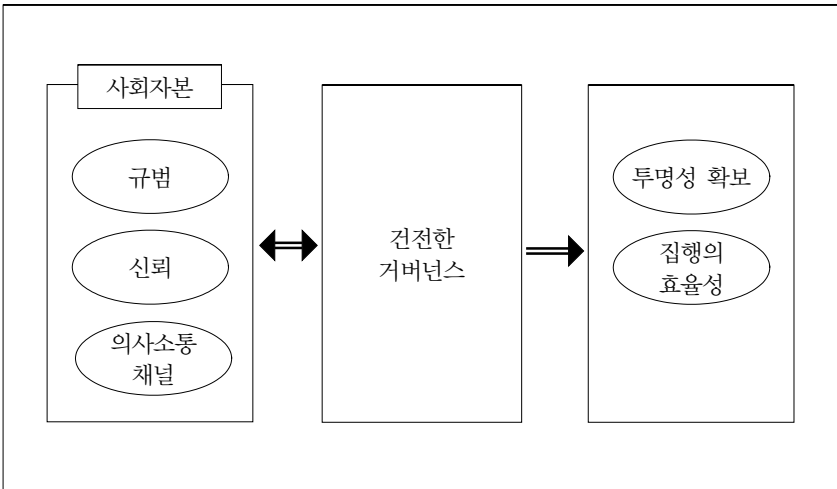 사회자본
규범
신뢰
의사소통
채널
건전한
거버넌스
투명성 확보
집행의
효율성